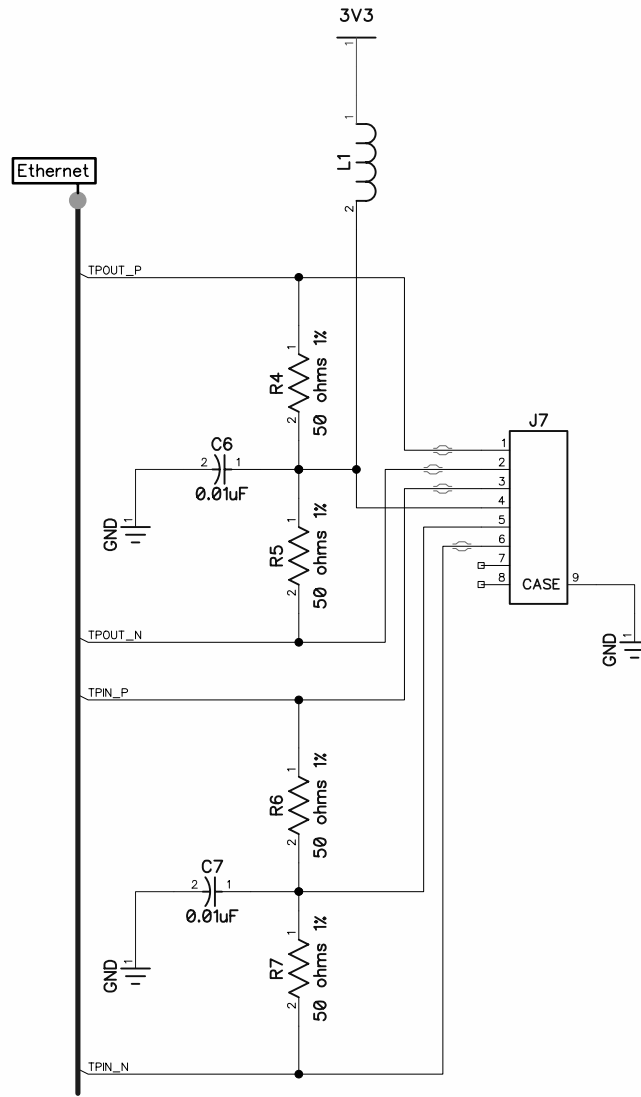 3V3
1
1
L1
2
Ethernet
TPOUT_P
1
R4
50 ohms 1%
2
C6
2
1
0.01uF
1
GND
1
R5
50 ohms 1%
2
TPOUT_N
J7
1
2
3
4
5
6
7
8
CASE
9
1
GND
TPIN_P
1
R6
50 ohms 1%
2
C7
2
1
0.01uF
1
GND
1
R7
50 ohms 1%
2
TPIN_N